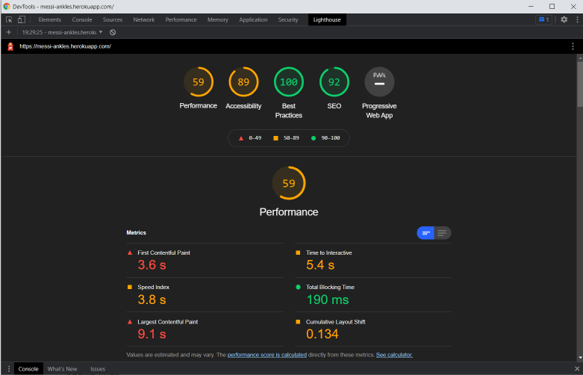 DevTools - messi-ankles.herokuapp.com/
Elements Console Sources Network Performance Memory Application Security Lighthouse 1
19:29:25 - messi-ankles.herok
https://messi-ankles.herokuapp.com/
59 89 100 92 PWA
Performance Accessibility Best Practices SEO Progressive Web App
0-49 50-89 90-100
59
Performance
Metrics
First Contentful Paint Time to Interactive
3.6 s 5.4 s
Speed Index Total Blocking Time
3.8 s 190 ms
Largest Contentful Paint Cumulative Layout Shift
9.1 s 0.134
Values are estimated and may vary. The performance score is calculated directly from these metrics. See calculator.
Console What's New Issues